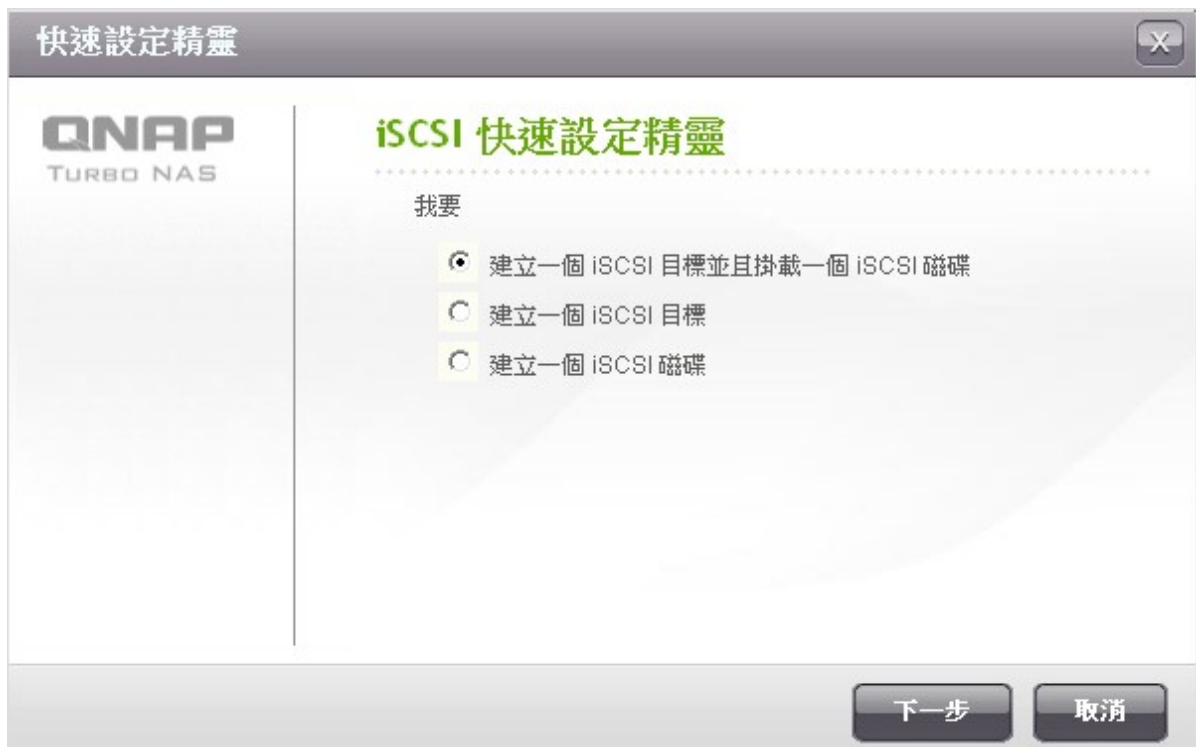 快速設定精靈
QNAP
TURBO NAS
iSCSI 快速設定精靈
我要
建立一個 iSCSI 目標並且掛載一個 iSCSI 磁碟
建立一個 iSCSI 目標
建立一個 iSCSI 磁碟
下一步
取消